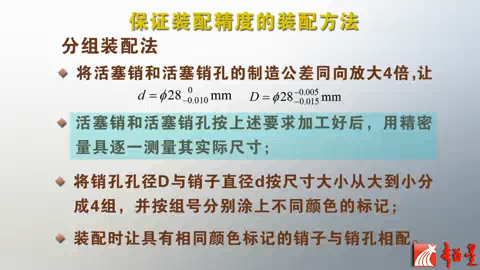 保证装配精度的装配方法
分组装配法
将活塞销和活塞销孔的制造公差同向放大4倍,让
d=ϕ28 0 -0.010 mm D=ϕ28 -0.005 -0.015 mm
活塞销和活塞销孔按上述要求加工好后，用精密
量具逐一测量其实际尺寸；
将销孔孔径D与销子直径d按尺寸大小从大到小分
成4组，并按组号分别涂上不同颜色的标记；
装配时让具有相同颜色标记的销子与销孔相配。